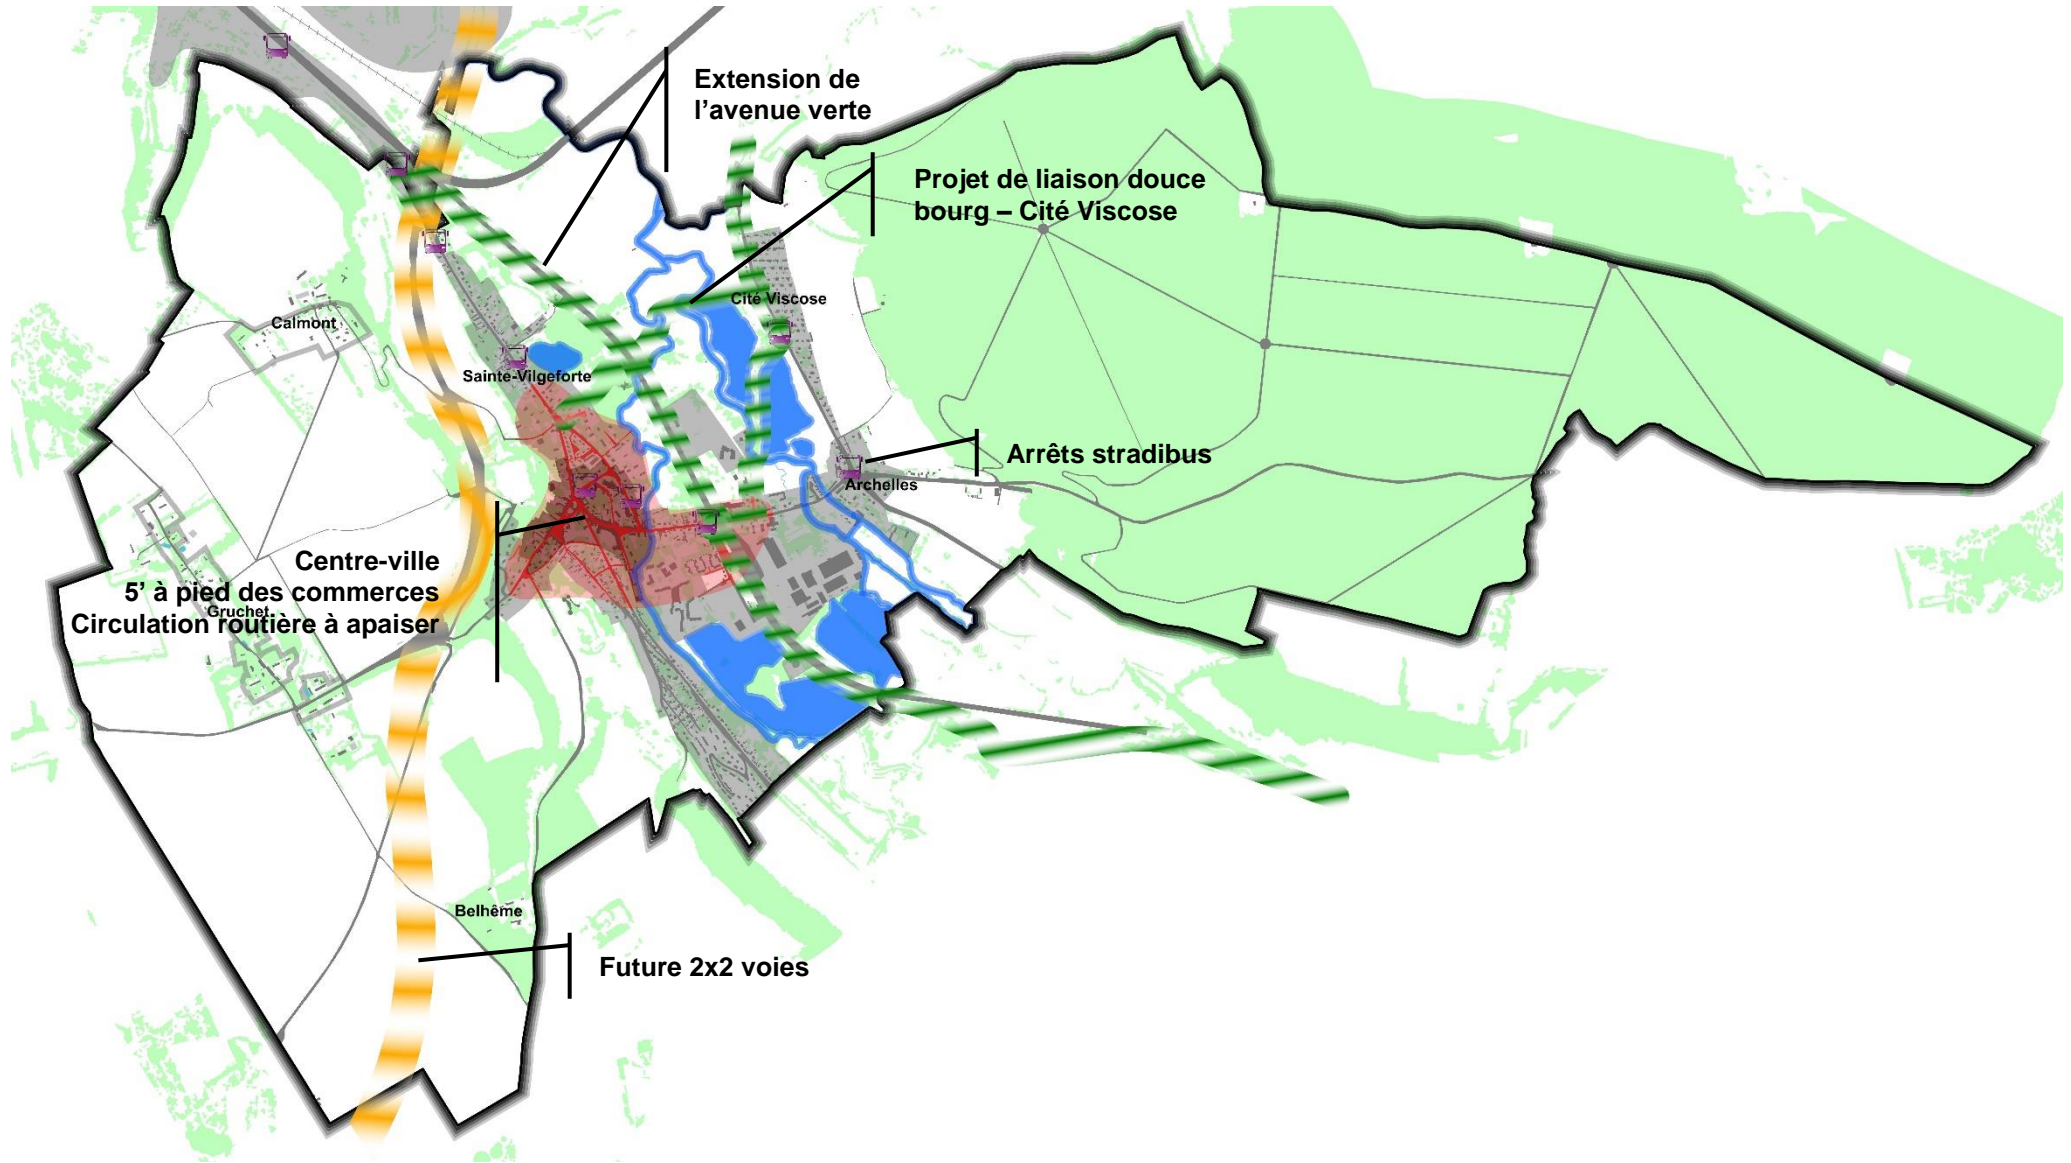 Extension de
l’avenue verte
Projet de liaison douce
bourg – Cité Viscose
Cité Viscose
Calmont
Sainte-Vilgeforte
Arrêts stradibus
Archelles
Centre-ville
5’ à pied des commerces
Gruchet
Circulation routière à apaiser
Belhême
Future 2x2 voies